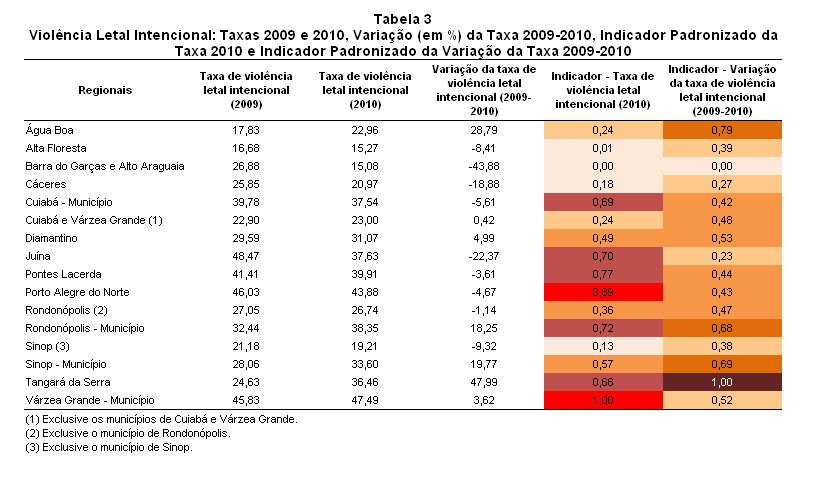 Tabela 3
Violência Letal Intencional: Taxas 2009 e 2010, Variação (em %) da Taxa 2009-2010, Indicador Padronizado da
Taxa 2010 e Indicador Padronizado da Variação da Taxa 2009-2010
Regionais Taxa de violência letal intencional (2009) Taxa de violência letal intencional (2010) Variação da taxa de violência letal intencional (2009-2010) Indicador - Taxa de violência letal intencional (2010) Indicador - Variação da taxa de violência letal intencional (2009-2010)
Água Boa 17,83 22,96 28,79 0,24 0,79
Alta Floresta 16,68 15,27 -8,41 0,01 0,39
Barra do Garças e Alto Araguaia 26,88 15,08 -43,88 0,00 0,00
Cáceres 25,85 20,97 -18,88 0,18 0,27
Cuiabá - Município 39,78 37,54 -5,61 0,69 0,42
Cuiabá e Várzea Grande (1) 22,90 23,00 0,42 0,24 0,48
Diamantino 29,59 31,07 4,99 0,49 0,53
Juína 48,47 37,63 -22,37 0,70 0,23
Pontes Lacerda 41,41 39,91 -3,61 0,77 0,44
Porto Alegre do Norte 46,03 43,88 -4,67 0,89 0,43
Rondonópolis (2) 27,05 26,74 -1,14 0,36 0,47
Rondonópolis - Município 32,44 38,35 18,25 0,72 0,68
Sinop (3) 21,18 19,21 -9,32 0,13 0,38
Sinop - Município 28,06 33,60 19,77 0,57 0,69
Tangará da Serra 24,63 36,46 47,99 0,66 1,00
Várzea Grande - Município 45,83 47,49 3,62 1,00 0,52
(1) Exclusive os municípios de Cuiabá e Várzea Grande.
(2) Exclusive o município de Rondonópolis.
(3) Exclusive o município de Sinop.